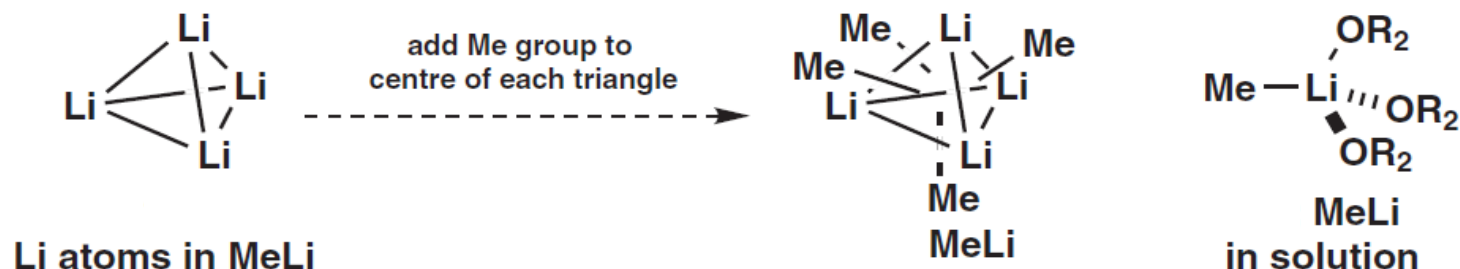 Li
Li
Li
Li
Li atoms in MeLi
add Me group to
centre of each triangle
Me
Li
Me
Me
Li
Li
Li
Me
MeLi
OR₂
Me Li
OR₂
OR₂
MeLi
in solution